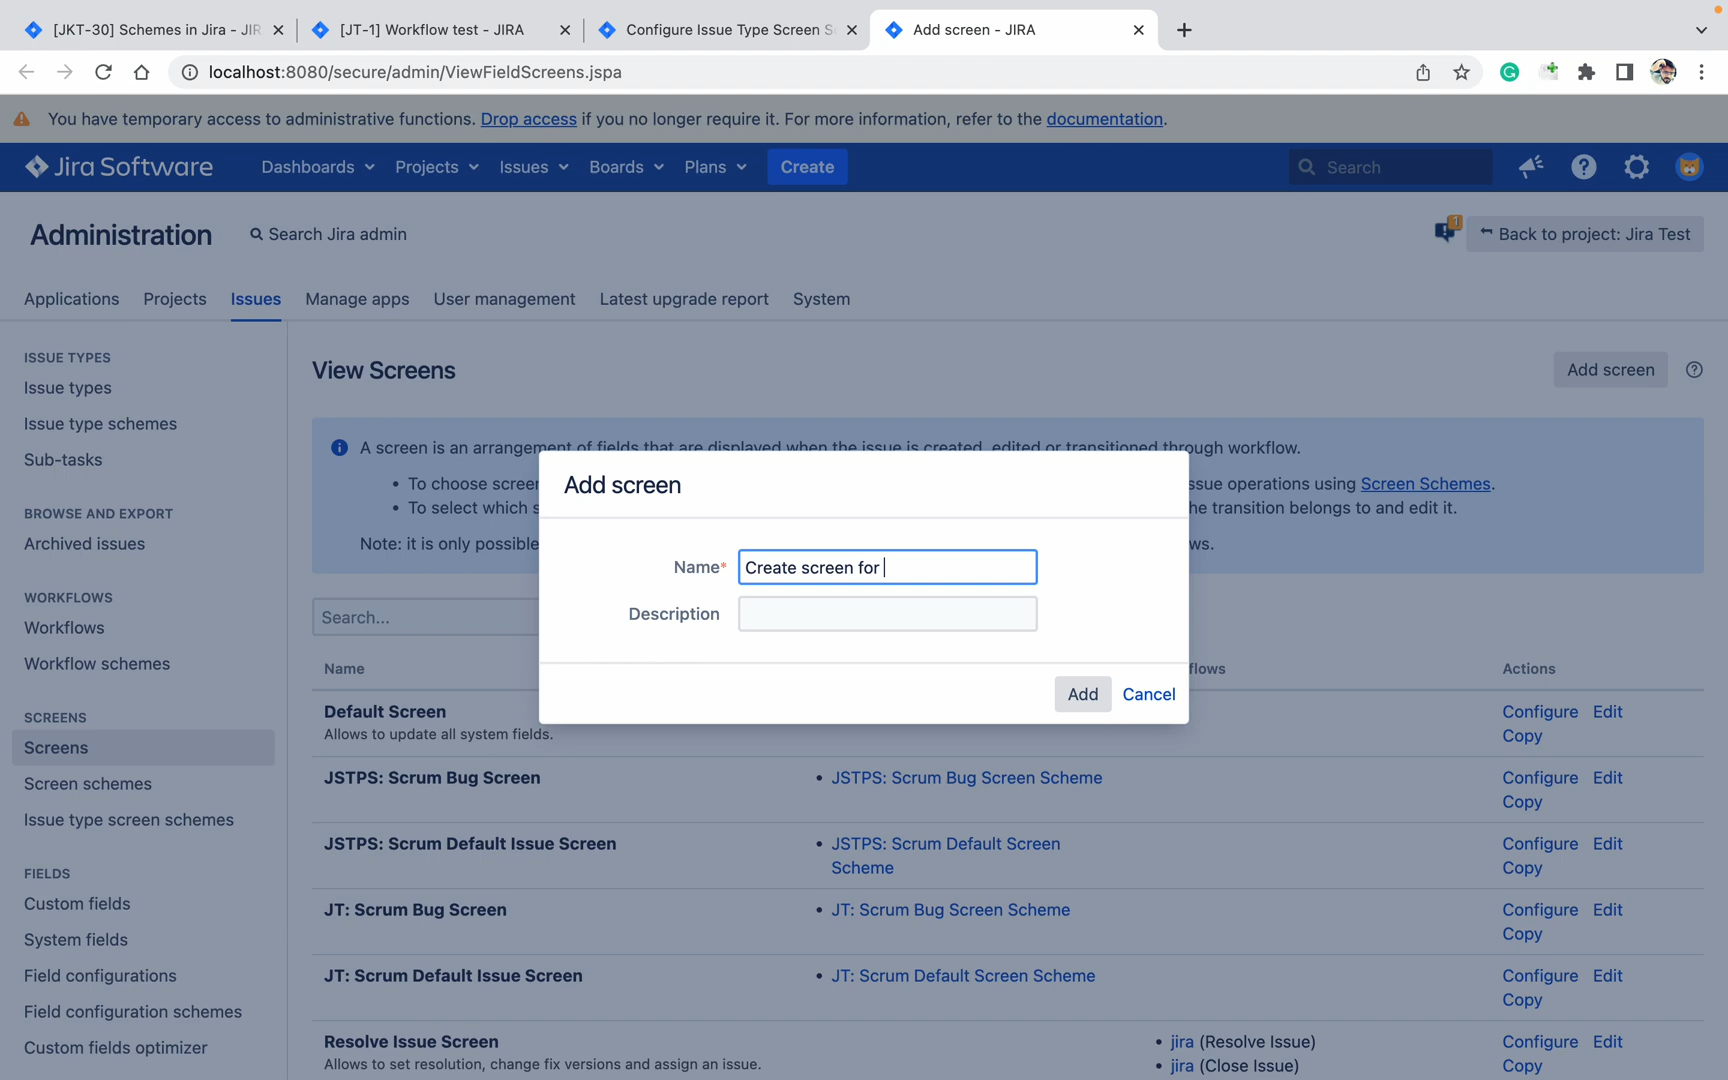 [JKT-30] Schemes in Jira - JIR
[JT-1] Workflow test - JIRA
Configure Issue Type Screen S
Add screen - JIRA
localhost:8080/secure/admin/ViewFieldScreens.jspa
You have temporary access to administrative functions. Drop access if you no longer require it. For more information, refer to the documentation.
Jira Software
Dashboards
Projects
Issues
Boards
Plans
Create
Search
Administration
Search Jira admin
1
Back to project: Jira Test
Applications
Projects
Issues
Manage apps
User management
Latest upgrade report
System
ISSUE TYPES
Issue types
Issue type schemes
Sub-tasks
BROWSE AND EXPORT
Archived issues
WORKFLOWS
Workflows
Workflow schemes
SCREENS
Screens
Screen schemes
Issue type screen schemes
FIELDS
Custom fields
System fields
Field configurations
Field configuration schemes
Custom fields optimizer
View Screens
Add screen
A screen is an arrangement of fields that are displayed when the issue is created, edited or transitioned through workflow.
• To choose screen
ssue operations using Screen Schemes.
• To select which s
he transition belongs to and edit it.
Note: it is only possible
ws.
Search...
Add screen
Name*
Create screen for
Description
Add
Cancel
Name
flows
Actions
Default Screen
Allows to update all system fields.
Configure Edit
Copy
JSTPS: Scrum Bug Screen
• JSTPS: Scrum Bug Screen Scheme
Configure Edit
Copy
JSTPS: Scrum Default Issue Screen
• JSTPS: Scrum Default Screen
Scheme
Configure Edit
Copy
JT: Scrum Bug Screen
• JT: Scrum Bug Screen Scheme
Configure Edit
Copy
JT: Scrum Default Issue Screen
• JT: Scrum Default Screen Scheme
Configure Edit
Copy
Resolve Issue Screen
Allows to set resolution, change fix versions and assign an issue.
• jira (Resolve Issue)
• jira (Close Issue)
Configure Edit
Copy